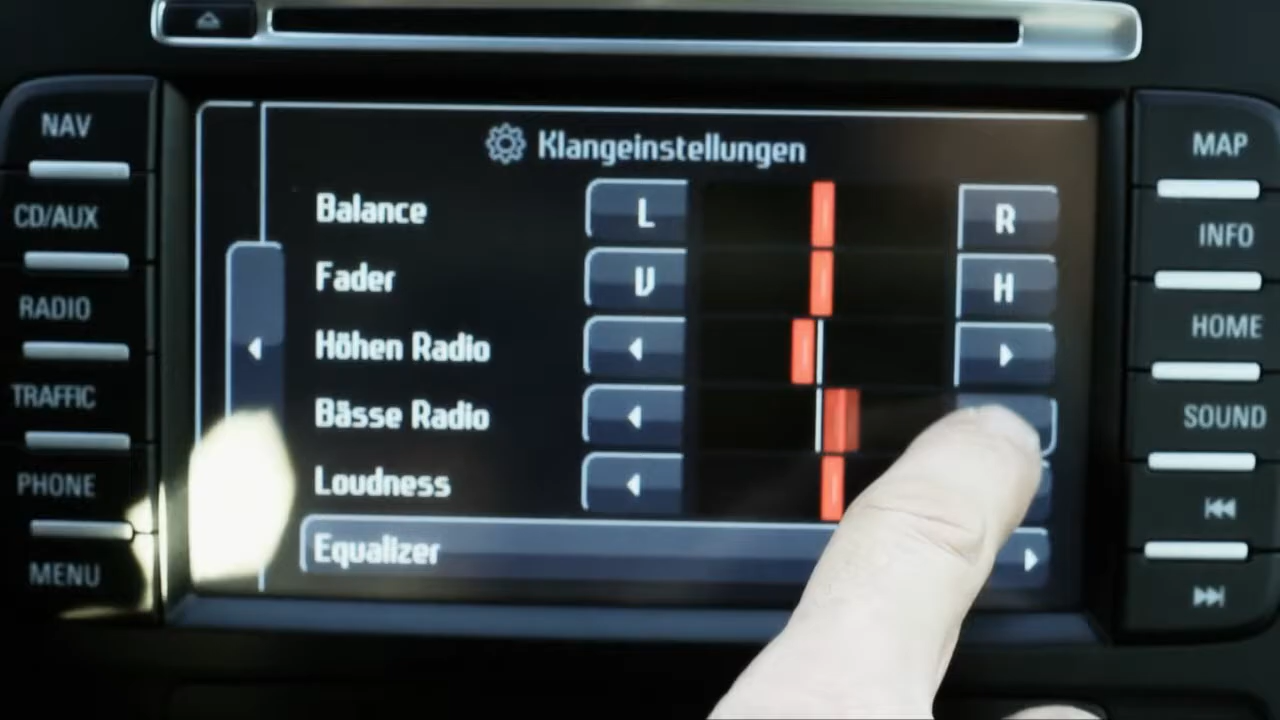 NAV
CD/AUX
RADIO
TRAFFIC
PHONE
MENU
Klangeinstellungen
Balance L R
Fader V H
Höhen Radio
Bässe Radio
Loudness
Equalizer
MAP
INFO
HOME
SOUND